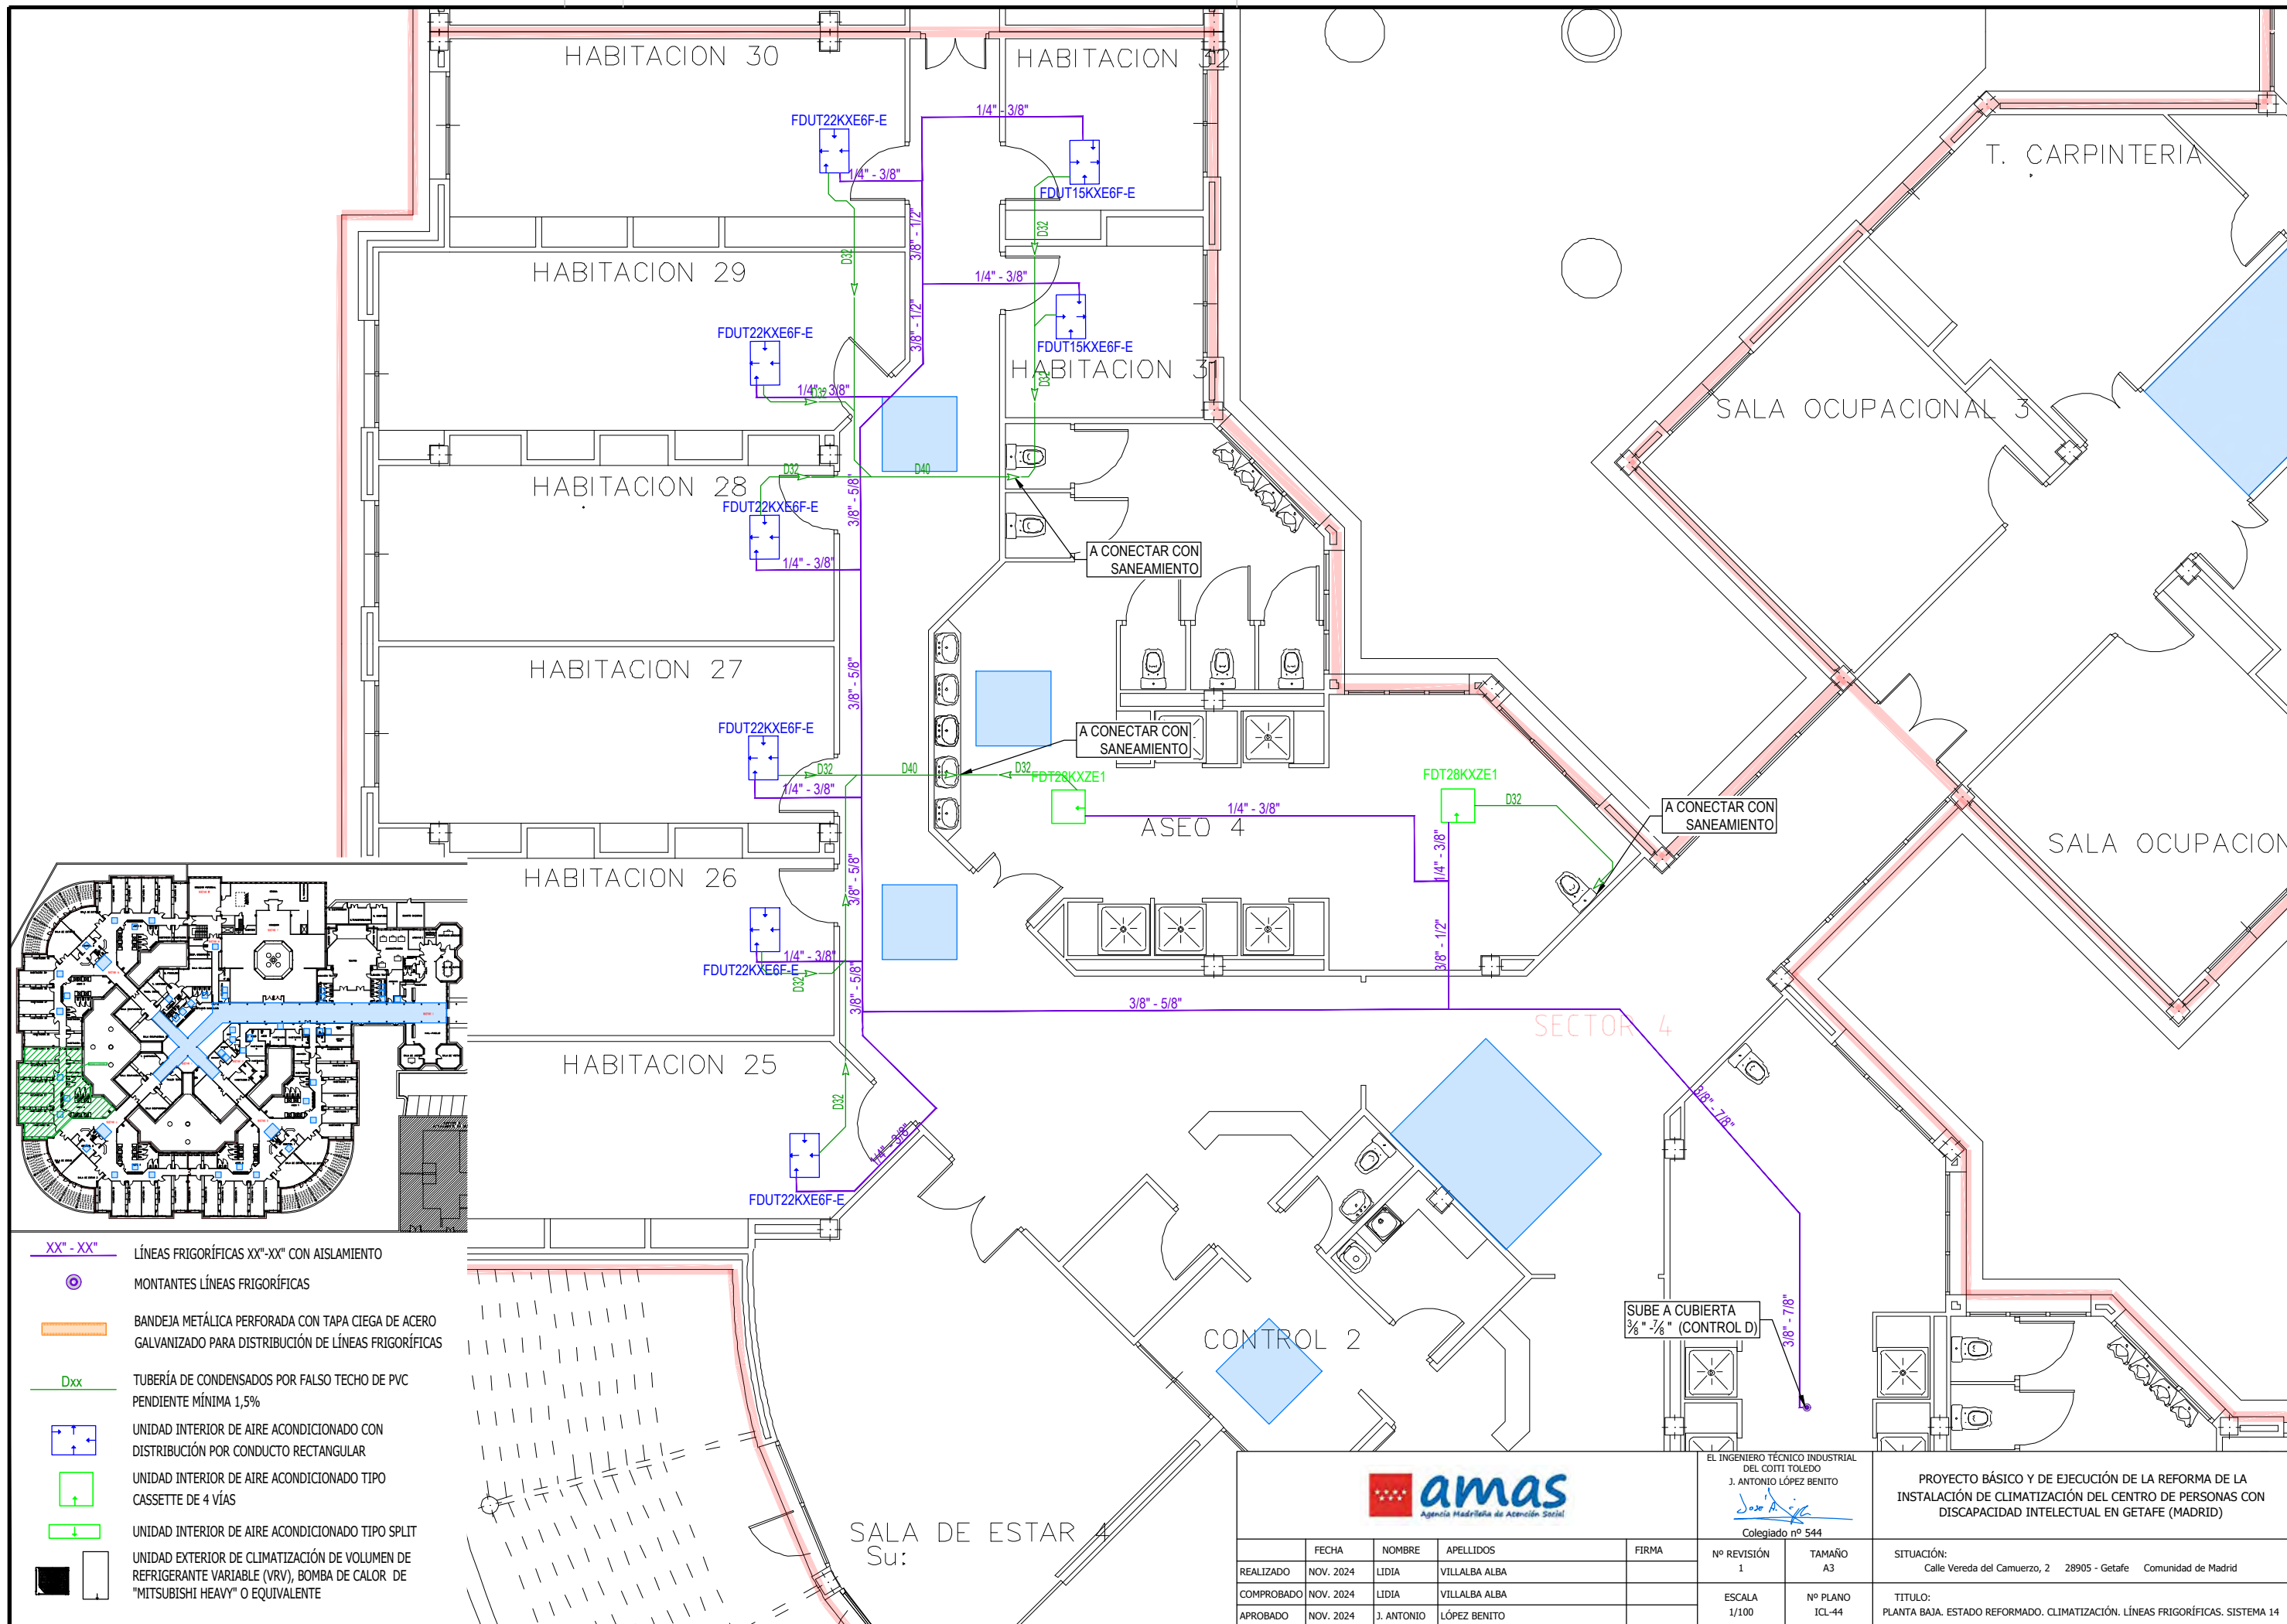 HABITACION 30
HABITACION 32
T. CARPINTERIA
FDUT22KXE6F-E
1/4" - 3/8"
1/4" - 3/8"
FDUT15KXE6F-E
D32
D32
3/8" - 1/2"
HABITACION 29
1/4" - 3/8"
3/8" - 1/2"
FDUT22KXE6F-E
FDUT15KXE6F-E
HABITACION 31
D32
1/4" - 3/8"
D32
SALA OCUPACIONAL 3
HABITACION 28
D32
D40
3/8" - 5/8"
FDUT22KXE6F-E
1/4" - 3/8"
A CONECTAR CON
SANEAMIENTO
HABITACION 27
3/8" - 5/8"
FDUT22KXE6F-E
A CONECTAR CON
SANEAMIENTO
D32
D40
D32
FDT28KXZE1
FDT28KXZE1
D32
1/4" - 3/8"
1/4" - 3/8"
A CONECTAR CON
SANEAMIENTO
ASEO 4
1/4" - 3/8"
SALA OCUPACION
HABITACION 26
3/8" - 5/8"
1/4" - 3/8"
FDUT22KXE6F-E
D32
3/8" - 5/8"
3/8" - 1/2"
3/8" - 5/8"
SECTOR 4
HABITACION 25
D32
1/4" - 3/8"
FDUT22KXE6F-E
3/8" - 7/8"
3/8" - 7/8"
SUBE A CUBIERTA
3/8" -7/8" (CONTROL D)
CONTROL 2
SALA DE ESTAR 4
Su:
XX" - XX"
LÍNEAS FRIGORÍFICAS XX"-XX" CON AISLAMIENTO
MONTANTES LÍNEAS FRIGORÍFICAS
BANDEJA METÁLICA PERFORADA CON TAPA CIEGA DE ACERO
GALVANIZADO PARA DISTRIBUCIÓN DE LÍNEAS FRIGORÍFICAS
Dxx
TUBERÍA DE CONDENSADOS POR FALSO TECHO DE PVC
PENDIENTE MÍNIMA 1,5%
UNIDAD INTERIOR DE AIRE ACONDICIONADO CON
DISTRIBUCIÓN POR CONDUCTO RECTANGULAR
UNIDAD INTERIOR DE AIRE ACONDICIONADO TIPO
CASSETTE DE 4 VÍAS
UNIDAD INTERIOR DE AIRE ACONDICIONADO TIPO SPLIT
UNIDAD EXTERIOR DE CLIMATIZACIÓN DE VOLUMEN DE
REFRIGERANTE VARIABLE (VRV), BOMBA DE CALOR DE
"MITSUBISHI HEAVY" O EQUIVALENTE
amas
Agencia Madrileña de Atención Social
EL INGENIERO TÉCNICO INDUSTRIAL
DEL COITI TOLEDO
J. ANTONIO LÓPEZ BENITO
Colegiado nº 544
PROYECTO BÁSICO Y DE EJECUCIÓN DE LA REFORMA DE LA
INSTALACIÓN DE CLIMATIZACIÓN DEL CENTRO DE PERSONAS CON
DISCAPACIDAD INTELECTUAL EN GETAFE (MADRID)
FECHA NOMBRE APELLIDOS FIRMA
REALIZADO NOV. 2024 LIDIA VILLALBA ALBA
COMPROBADO NOV. 2024 LIDIA VILLALBA ALBA
APROBADO NOV. 2024 J. ANTONIO LÓPEZ BENITO
Nº REVISIÓN
1
TAMAÑO
A3
ESCALA
1/100
Nº PLANO
ICL-44
SITUACIÓN:
Calle Vereda del Camuerzo, 2 28905 - Getafe Comunidad de Madrid
TITULO:
PLANTA BAJA. ESTADO REFORMADO. CLIMATIZACIÓN. LÍNEAS FRIGORÍFICAS. SISTEMA 14